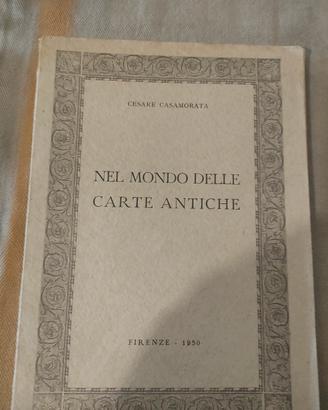 CESARE CASAMORATA
NEL MONDO DELLE
CARTE ANTICHE
FIRENZE - 1950